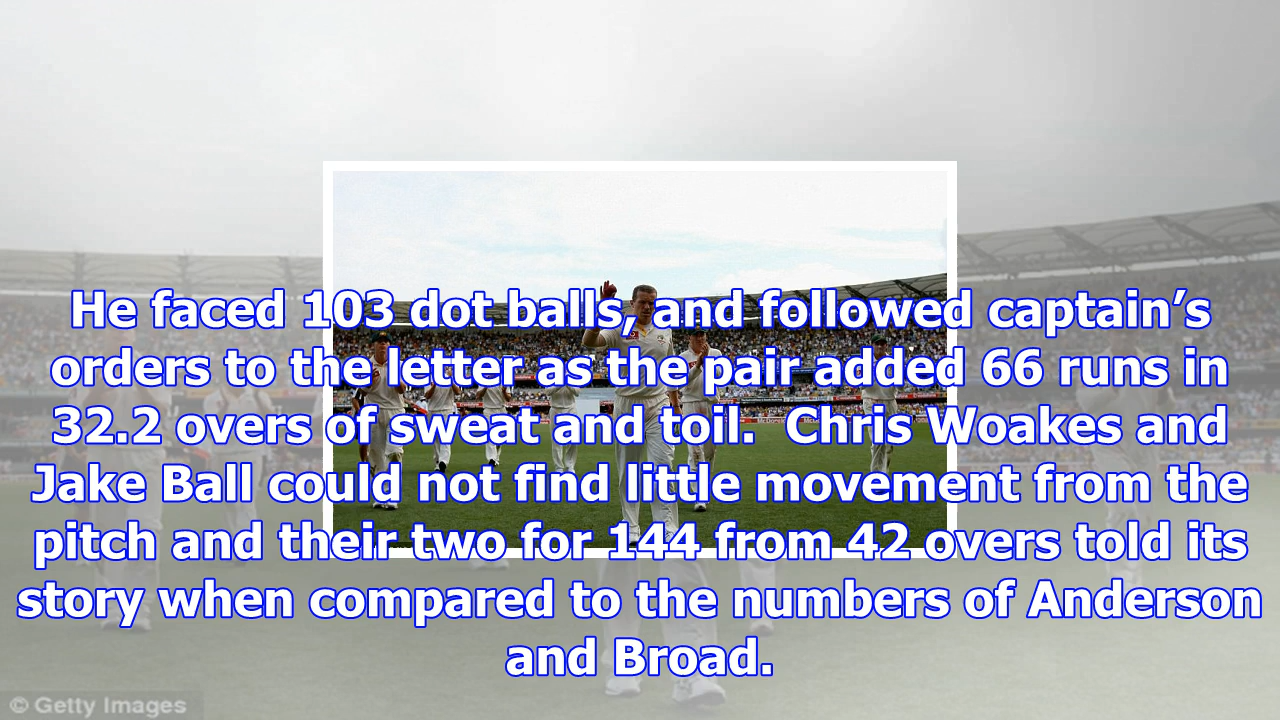 He faced 103 dot balls, and followed captain’s
orders to the letter as the pair added 66 runs in
32.2 overs of sweat and toil.  Chris Woakes and
Jake Ball could not find little movement from the
pitch and their two for 144 from 42 overs told its
story when compared to the numbers of Anderson
and Broad.
© Getty Images